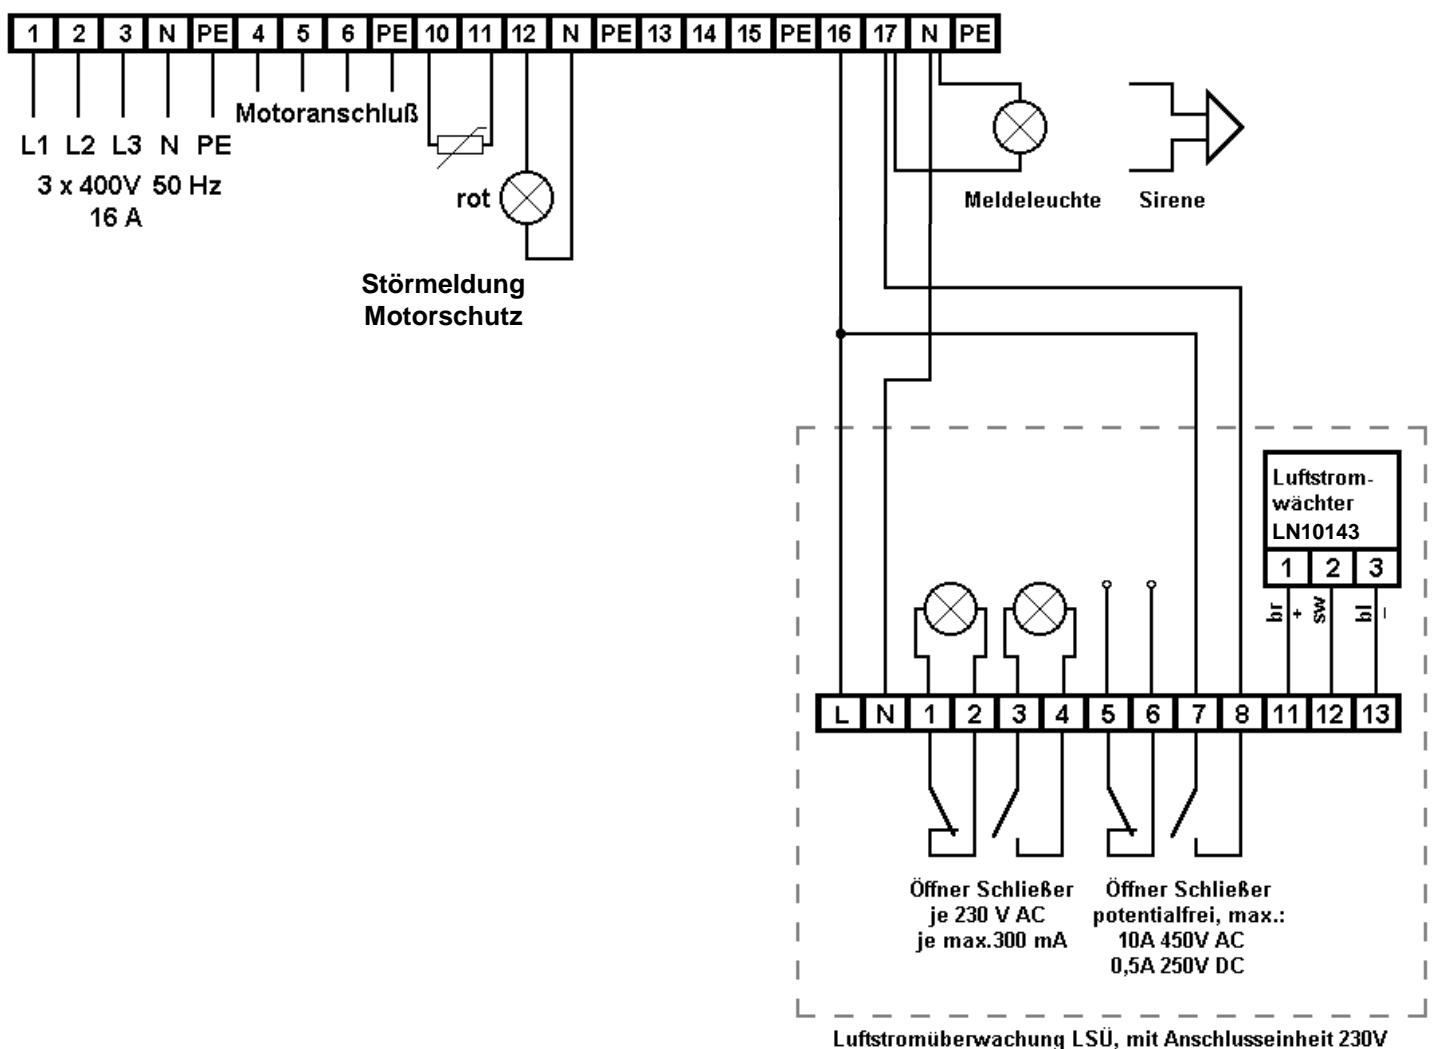 1 2 3 N PE 4 5 6 PE 10 11 12 N PE 13 14 15 PE 16 17 N PE
L1 L2 L3 N PE
3 x 400V 50 Hz
16 A
Motoranschluß
rot
Störmeldung
Motorschutz
Meldeleuchte
Sirene
Luftstrom-
wächter
LN10143
1 2 3
br + sw bl –
L N 1 2 3 4 5 6 7 8 11 12 13
Öffner Schließer
je 230 V AC
je max.300 mA
Öffner Schließer
potentialfrei, max.:
10A 450V AC
0,5A 250V DC
Luftstromüberwachung LSÜ, mit Anschlusseinheit 230V